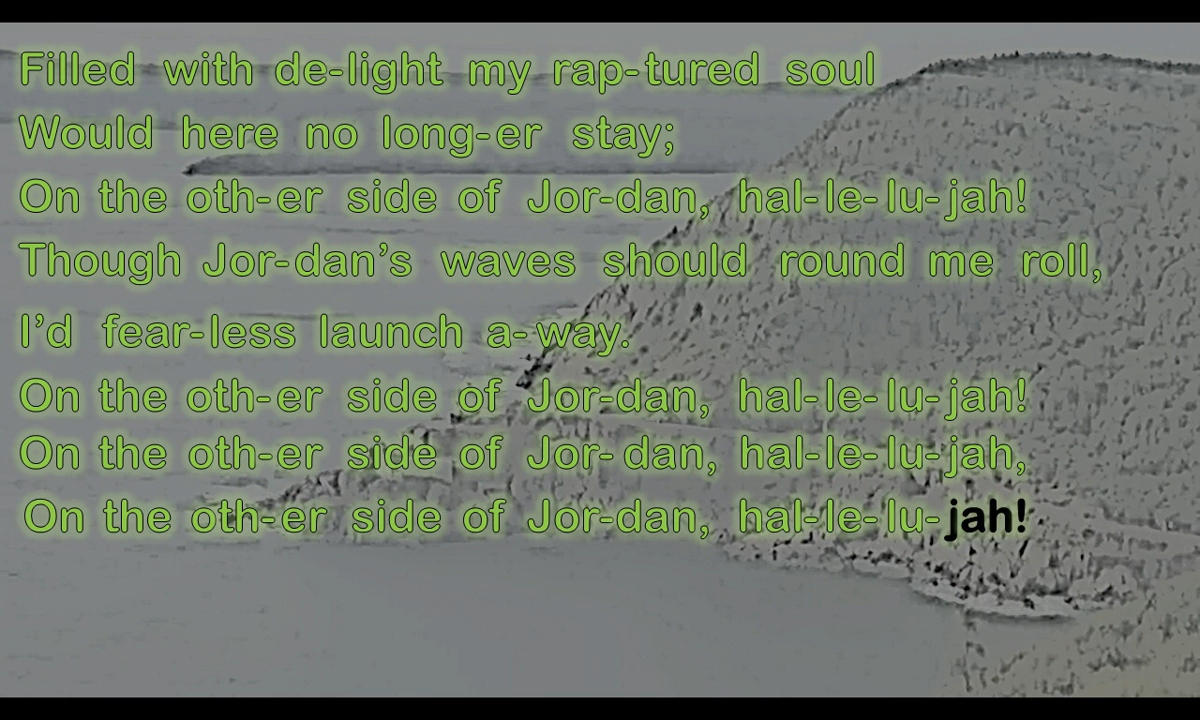 Filled with de-light my rap-tured soul
Would here no long-er stay;
On the oth-er side of Jor-dan, hal-le-lu-jah!
Though Jor-dan’s waves should round me roll,
I’d fear-less launch a-way.
On the oth-er side of Jor-dan, hal-le-lu-jah!
On the oth-er side of Jor-dan, hal-le-lu-jah,
On the oth-er side of Jor-dan, hal-le-lu-jah!